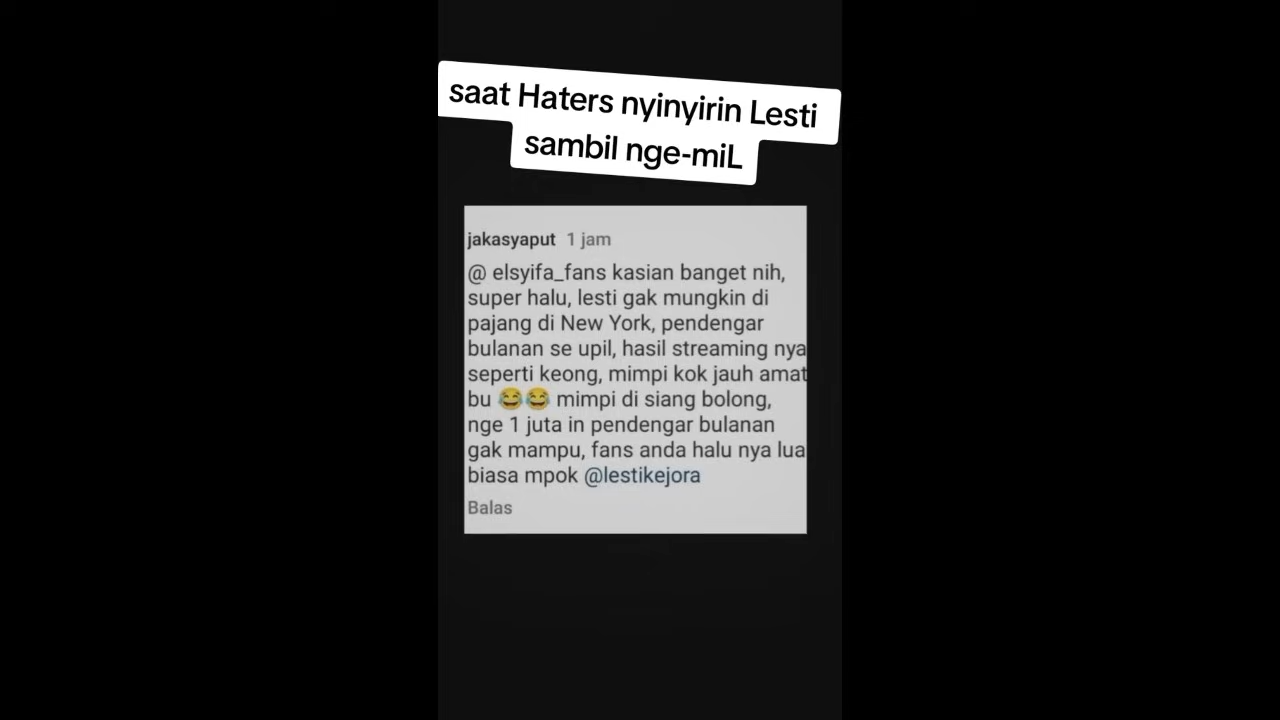 saat Haters nyinyirin Lesti
sambil nge-miL
jakasyaput 1 jam
@ elsyifa_fans kasian banget nih,
super halu, lesti gak mungkin di
pajang di New York, pendengar
bulanan se upil, hasil streaming nya
seperti keong, mimpi kok jauh amat
bu 😂😂 mimpi di siang bolong,
nge 1 juta in pendengar bulanan
gak mampu, fans anda halu nya lua
biasa mpok @lestikejora
Balas